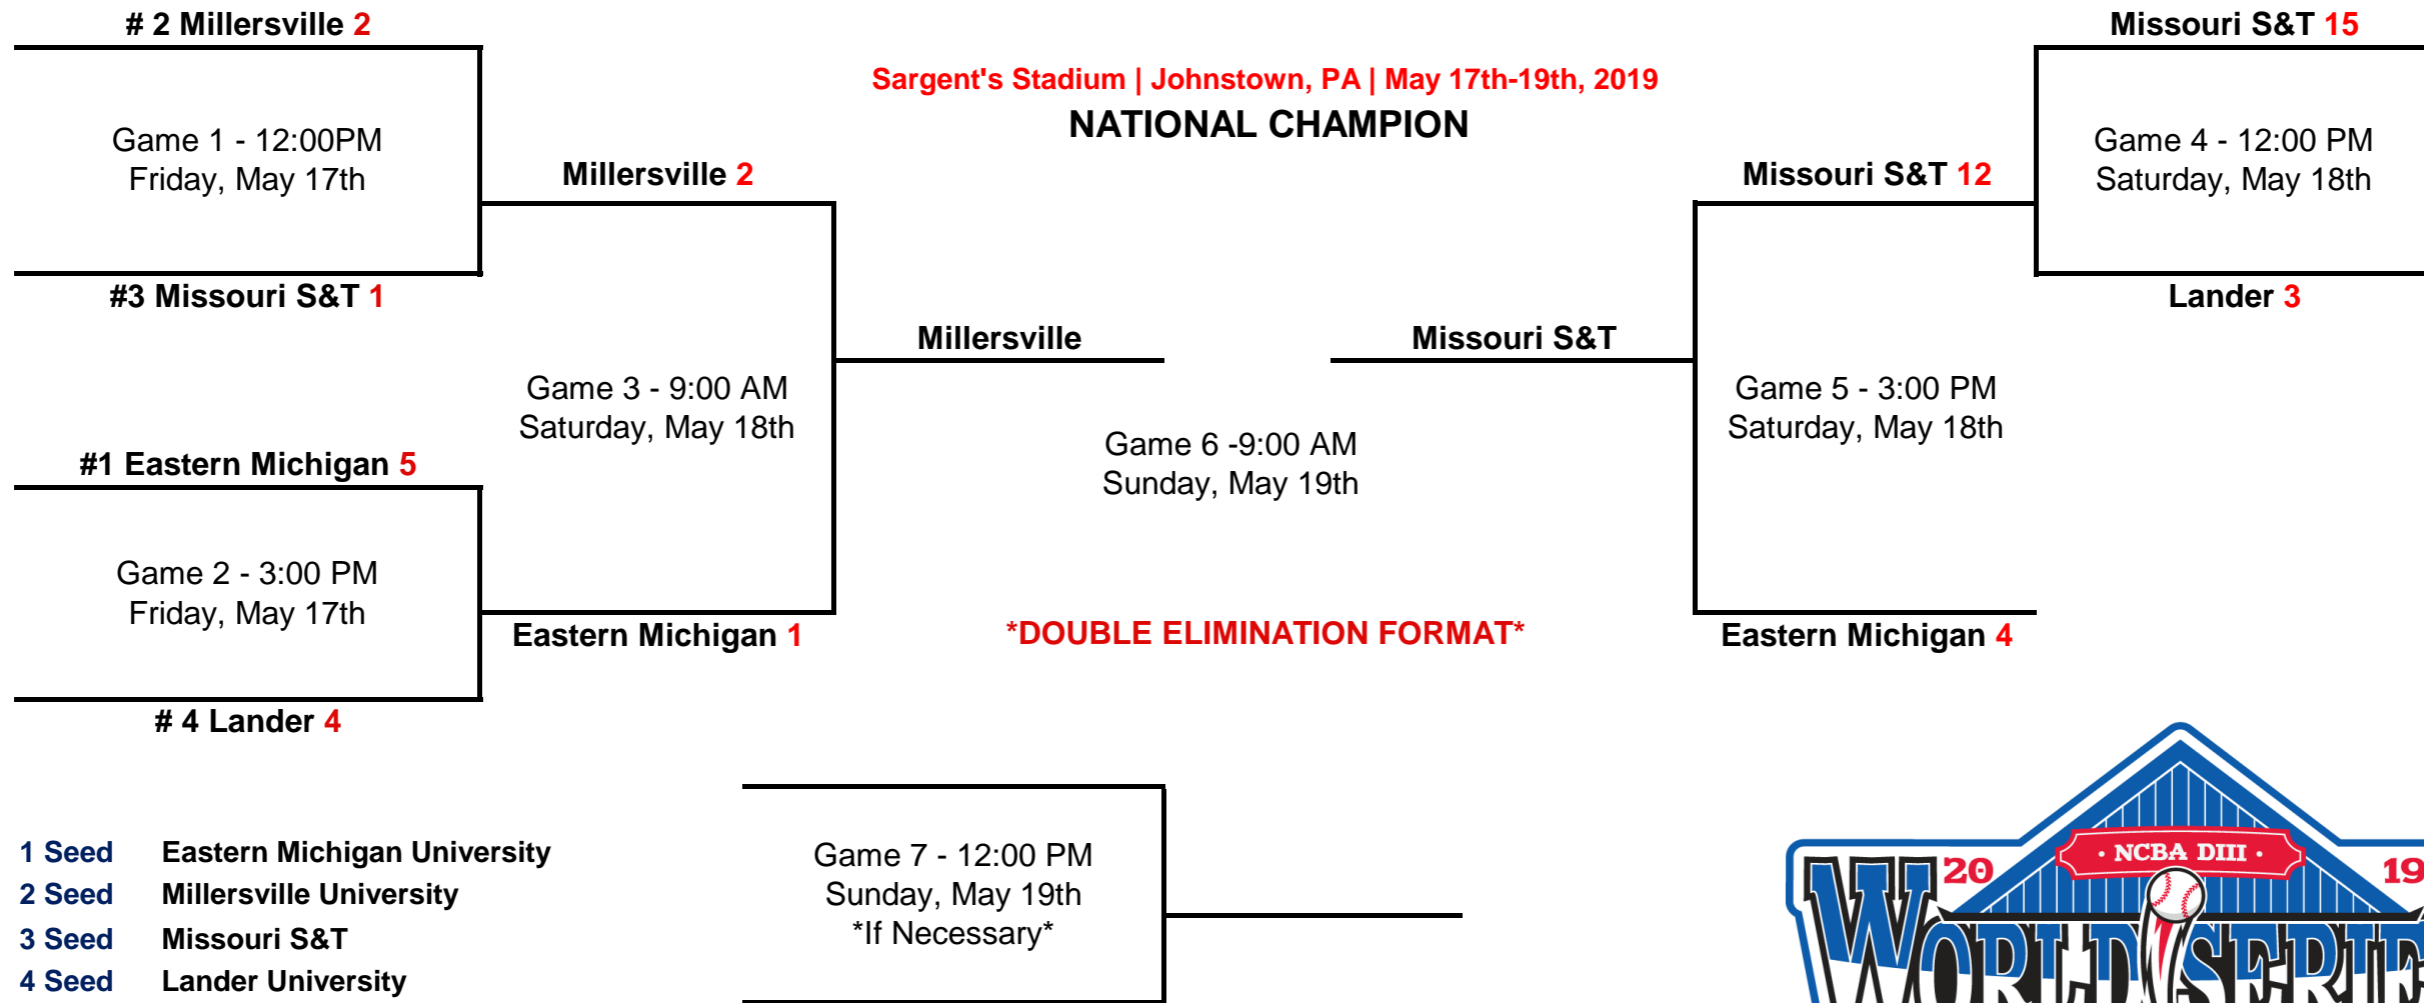 # 2 Millersville 2
Missouri S&T 15
Sargent's Stadium | Johnstown, PA | May 17th-19th, 2019
NATIONAL CHAMPION
Game 1 - 12:00PM
Friday, May 17th
Game 4 - 12:00 PM
Saturday, May 18th
Millersville 2
Missouri S&T 12
#3 Missouri S&T 1
Lander 3
Millersville
Missouri S&T
Game 3 - 9:00 AM
Saturday, May 18th
Game 5 - 3:00 PM
Saturday, May 18th
Game 6 -9:00 AM
Sunday, May 19th
#1 Eastern Michigan 5
Game 2 - 3:00 PM
Friday, May 17th
Eastern Michigan 1
*DOUBLE ELIMINATION FORMAT*
Eastern Michigan 4
# 4 Lander 4
1 Seed Eastern Michigan University
2 Seed Millersville University
3 Seed Missouri S&T
4 Seed Lander University
Game 7 - 12:00 PM
Sunday, May 19th
*If Necessary*
· NCBA DIII ·
20 19
WORLD SERIE